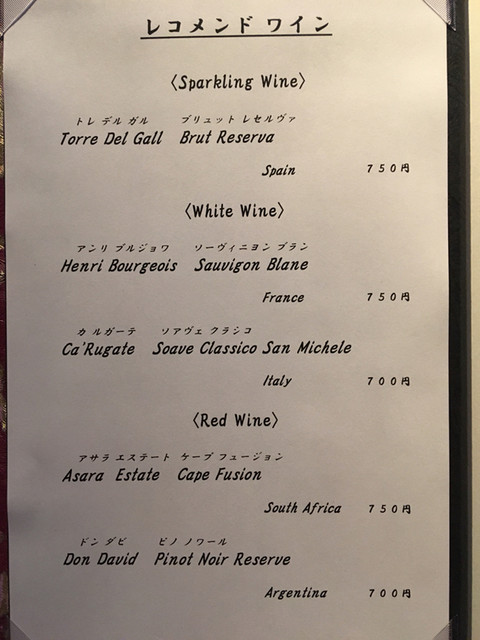 レコメンド ワイン
〈Sparkling Wine〉
トレ デル ガル　ブリュット レセルヴァ
Torre Del Gall　Brut Reserva
Spain　７５０円
〈White Wine〉
アンリ ブルジョワ　ソーヴィニヨン ブラン
Henri Bourgeois　Sauvigon Blane
France　７５０円
カ ルガーテ　ソアヴェ クラシコ
Ca'Rugate　Soave Classico San Michele
Italy　７００円
〈Red Wine〉
アサラ エステート　ケープ フュージョン
Asara Estate　Cape Fusion
South Africa　７５０円
ドン ダビ　ピノ ノワール
Don David　Pinot Noir Reserve
Argentina　７００円